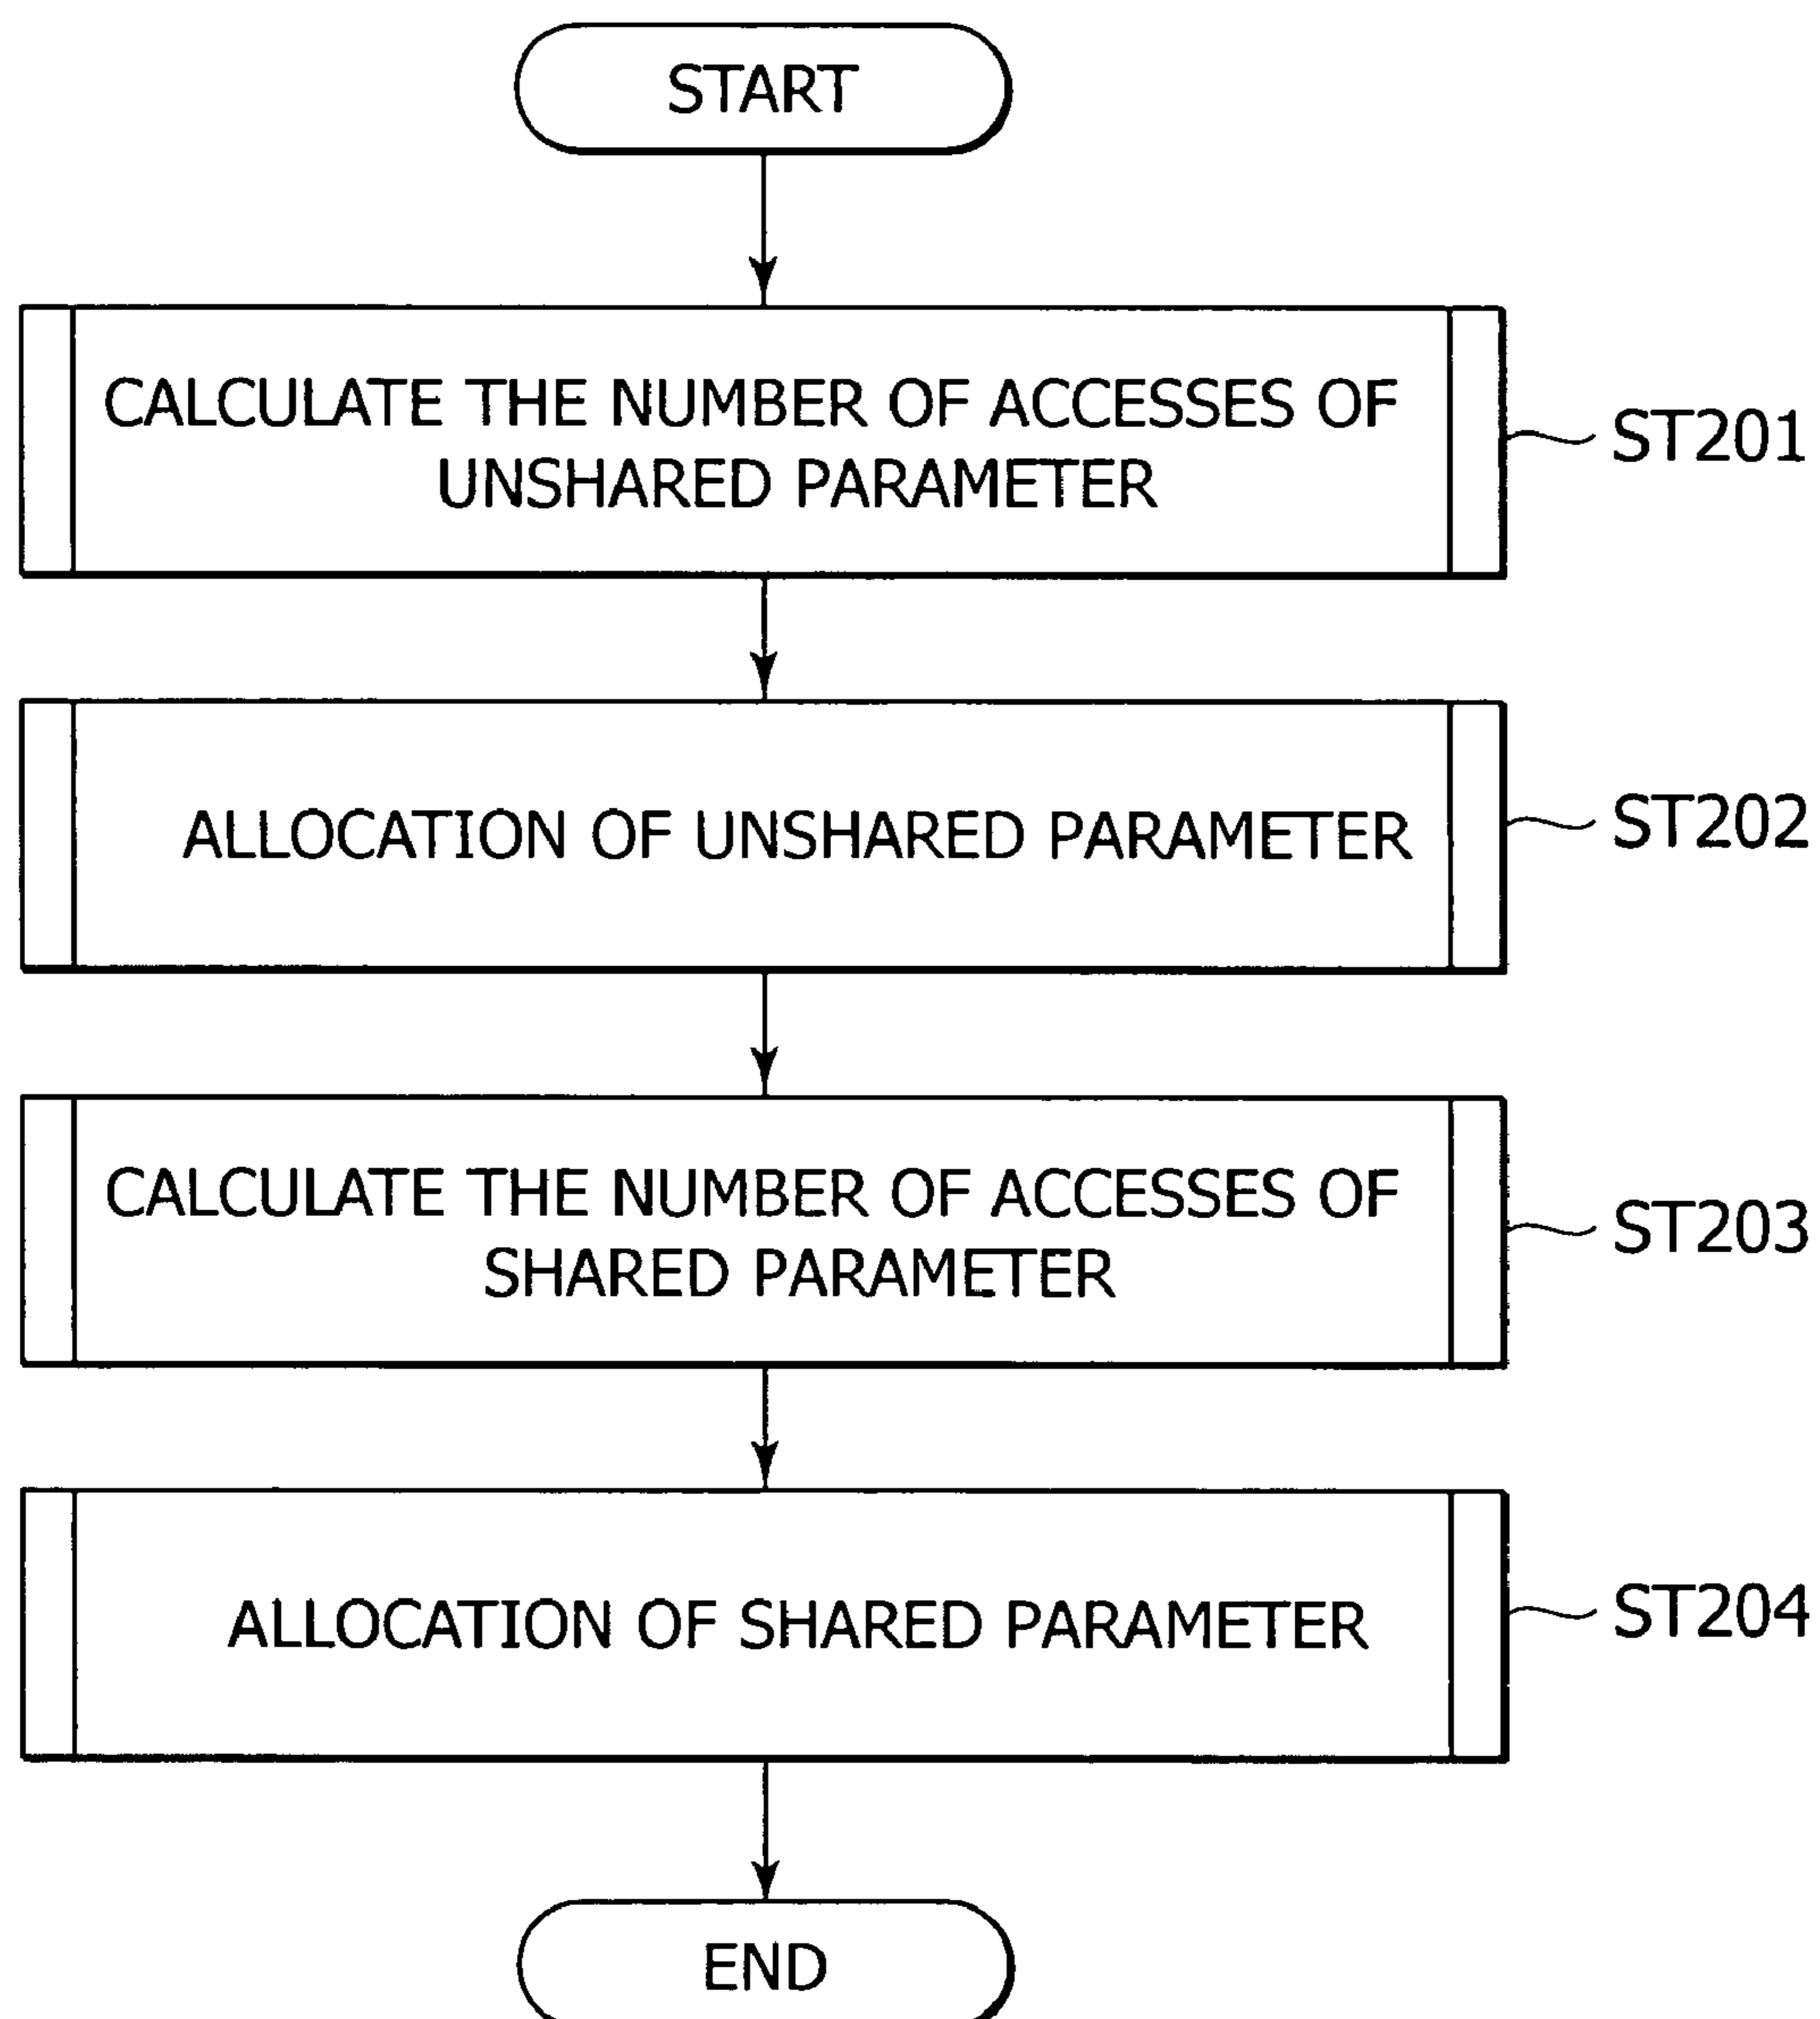 START
CALCULATE THE NUMBER OF ACCESSES OF
UNSHARED PARAMETER
ST201
ALLOCATION OF UNSHARED PARAMETER
ST202
CALCULATE THE NUMBER OF ACCESSES OF
SHARED PARAMETER
ST203
ALLOCATION OF SHARED PARAMETER
ST204
END